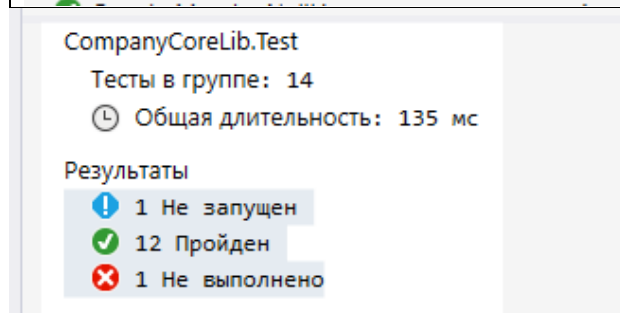 CompanyCoreLib.Test
Тесты в группе: 14
Общая длительность: 135 мс
Результаты
1 Не запущен
12 Пройден
1 Не выполнено